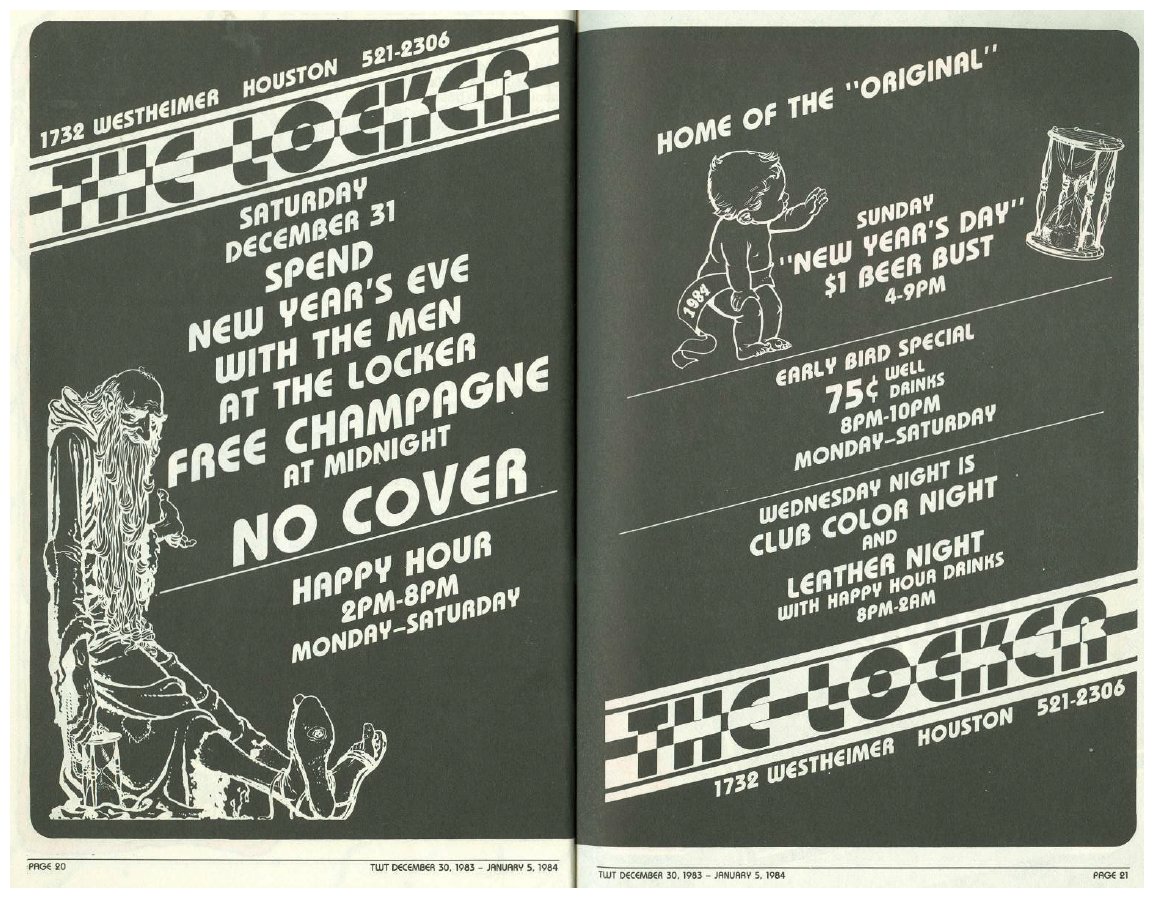 1732 WESTHEIMER HOUSTON 521-2306
THE LOCKER
SATURDAY
DECEMBER 31
SPEND
NEW YEAR'S EVE
WITH THE MEN
AT THE LOCKER
FREE CHAMPAGNE
AT MIDNIGHT
NO COVER
HAPPY HOUR
2PM-8PM
MONDAY-SATURDAY
PAGE 20
TWT DECEMBER 30, 1983 - JANUARY 5, 1984
HOME OF THE "ORIGINAL"
SUNDAY
"NEW YEAR'S DAY"
$1 BEER BUST
4-9PM
1984
EARLY BIRD SPECIAL
75¢ WELL DRINKS
8PM-10PM
MONDAY-SATURDAY
WEDNESDAY NIGHT IS
CLUB COLOR NIGHT
AND
LEATHER NIGHT
WITH HAPPY HOUR DRINKS
8PM-2AM
THE LOCKER
1732 WESTHEIMER HOUSTON 521-2306
TWT DECEMBER 30, 1983 - JANUARY 5, 1984
PAGE 21